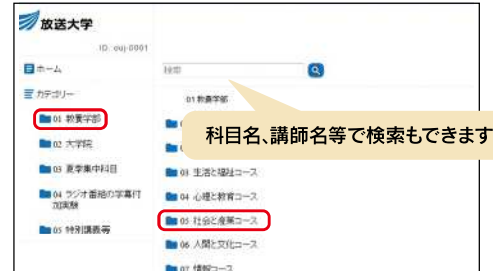 放送大学
ID: ouj-0001
ホーム
検索
カテゴリー
01 教養学部
01 教養学部
科目名、講師名等で検索もできます
02 大学院
03 夏季集中科目
03 生活と福祉コース
04 ラジオ番組の字幕付
加実験
04 心理と教育コース
05 社会と産業コース
05 特別講義等
06 人間と文化コース
07 情報コース